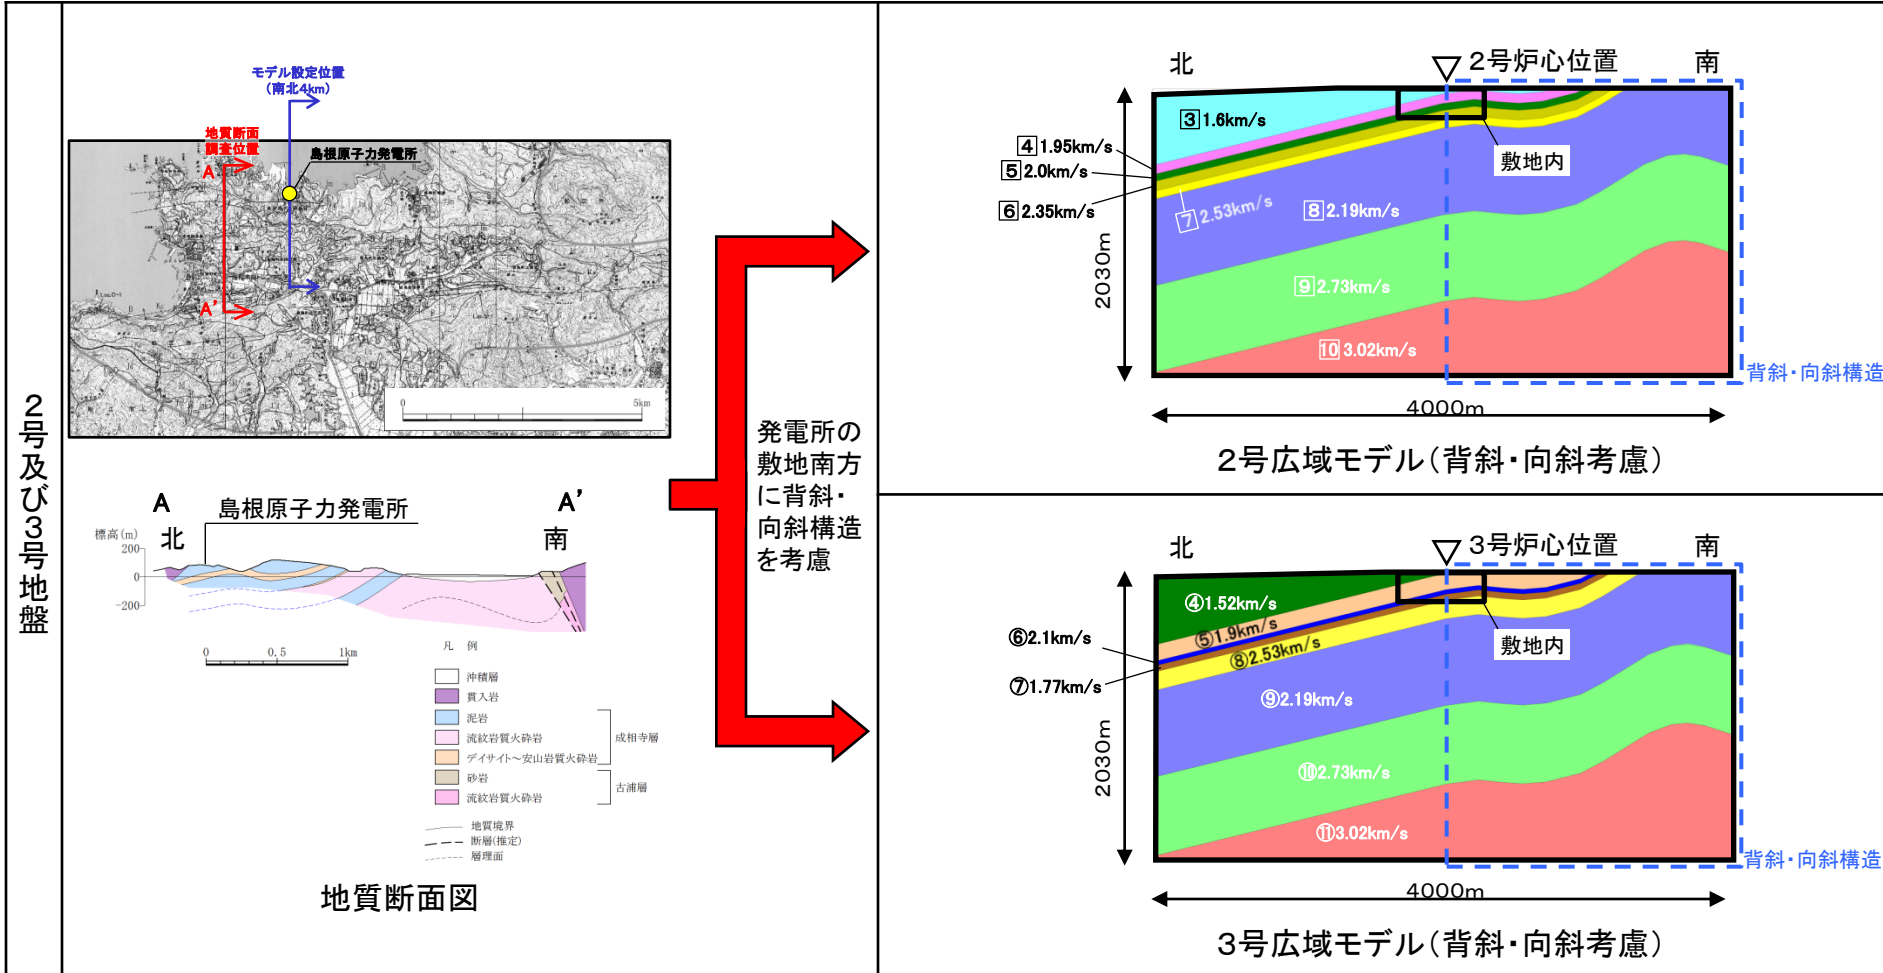 2号及び3号地盤
モデル設定位置
(南北4km)
地質断面
調査位置
島根原子力発電所
A
A'
0
5km
A
A'
島根原子力発電所
北
南
標高(m)
200
0
-200
0
0.5
1km
凡 例
沖積層
貫入岩
泥岩
流紋岩質火砕岩
デイサイト～安山岩質火砕岩
成相寺層
砂岩
流紋岩質火砕岩
古浦層
地質境界
断層(推定)
層理面
地質断面図
発電所の
敷地南方
に背斜・
向斜構造
を考慮
北
2号炉心位置
南
3 1.6km/s
4 1.95km/s
5 2.0km/s
6 2.35km/s
7 2.53km/s
8 2.19km/s
9 2.73km/s
10 3.02km/s
敷地内
2030m
背斜・向斜構造
4000m
2号広域モデル(背斜・向斜考慮)
北
3号炉心位置
南
④1.52km/s
⑤1.9km/s
⑥2.1km/s
⑦1.77km/s
⑧2.53km/s
⑨2.19km/s
⑩2.73km/s
⑪3.02km/s
敷地内
2030m
背斜・向斜構造
4000m
3号広域モデル(背斜・向斜考慮)